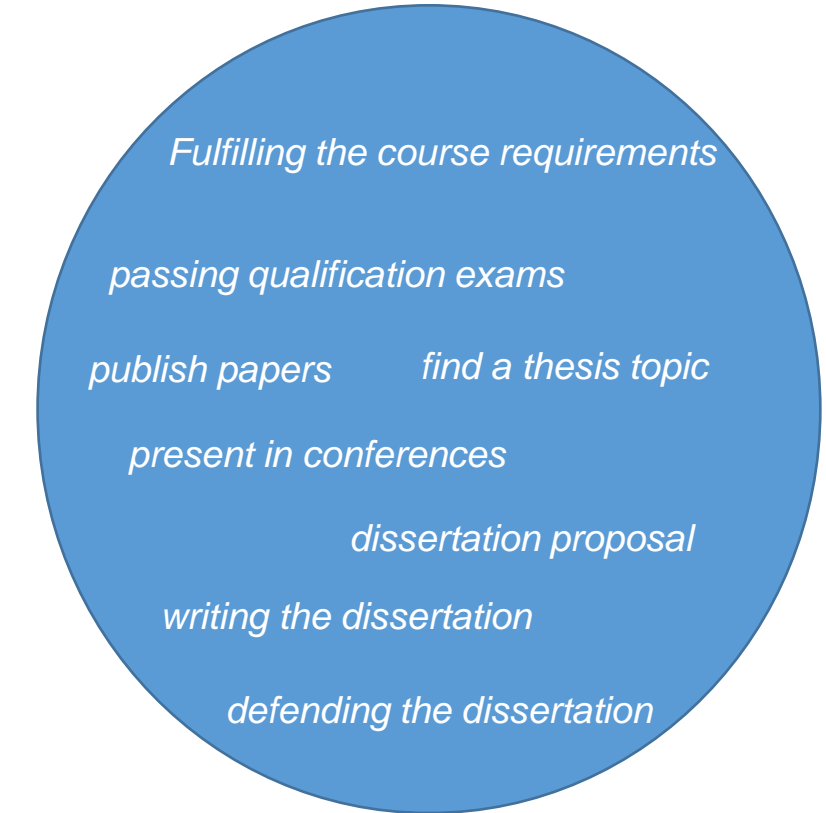 Fulfilling the course requirements
passing qualification exams
publish papers
find a thesis topic
present in conferences
dissertation proposal
writing the dissertation
defending the dissertation